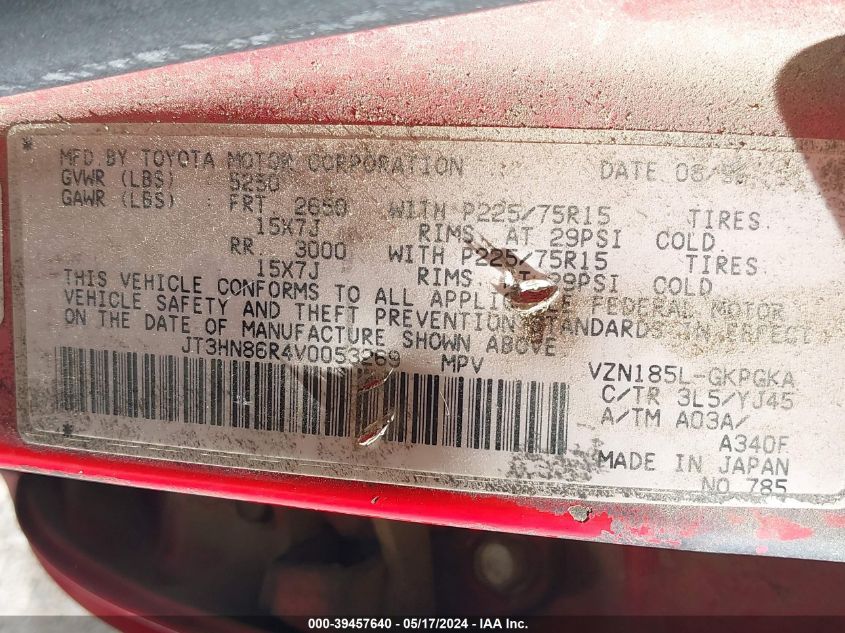 MFD.BY TOYOTA MOTOR CORPORATION DATE 08/
GVWR (LBS) 5250
GAWR (LBS) FRT 2650 WITH P225/75R15 TIRES.
15X7J RIMS. AT 29PSI COLD.
RR 3000 WITH P225/75R15 TIRES.
15X7J RIMS 29PSI COLD
THIS VEHICLE CONFORMS TO ALL FEDERAL MOTOR
VEHICLE SAFETY AND THEFT PREVENTION STANDARDS IN EFFECT
ON THE DATE OF MANUFACTURE SHOWN ABOVE
JT3HN86R4V0053269 MPV VZN185L-GKPGKA
C/TR 3L5/YJ45
A/TM A03A/
A340F
MADE IN JAPAN
NO 785
000-39457640 - 05/17/2024 - IAA Inc.